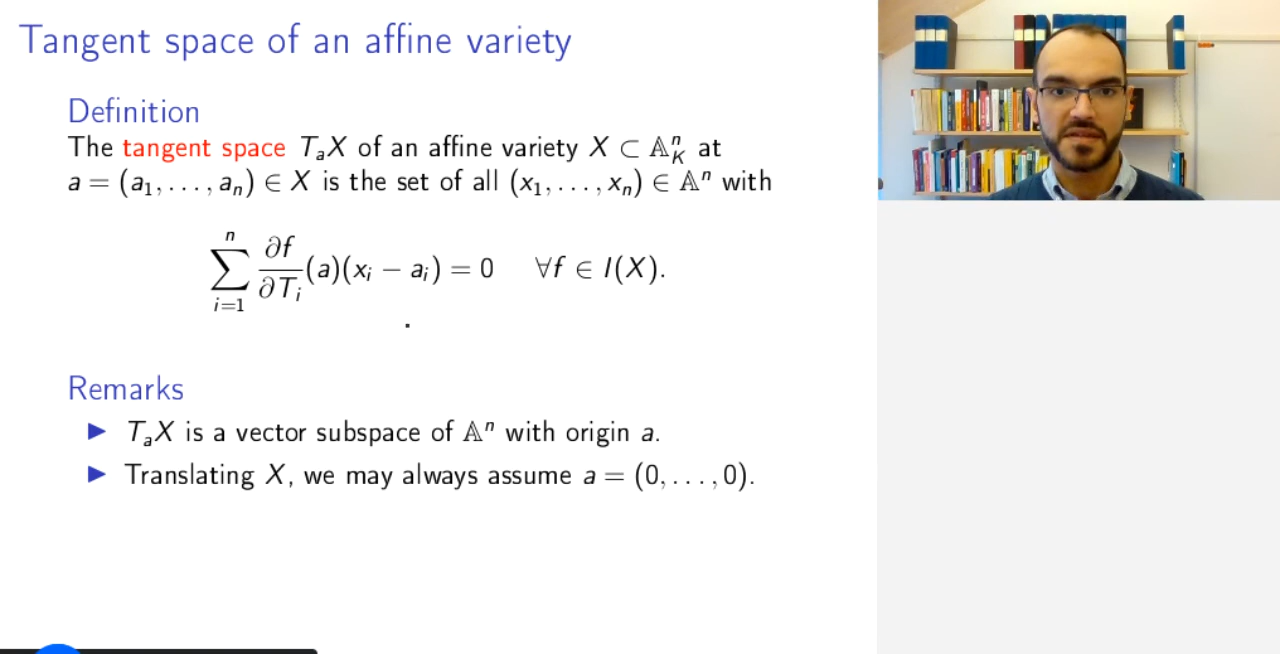 Tangent space of an affine variety
Definition
The tangent space TₐX of an affine variety X ⊂ 𝔸ⁿ_K at
a = (a₁, . . . , aₙ) ∈ X is the set of all (x₁, . . . , xₙ) ∈ 𝔸ⁿ with
∑_{i=1}^{n} ∂f/∂Tᵢ (a)(xᵢ − aᵢ) = 0 ∀f ∈ I(X).
Remarks
▶ TₐX is a vector subspace of 𝔸ⁿ with origin a.
▶ Translating X, we may always assume a = (0, . . . , 0).